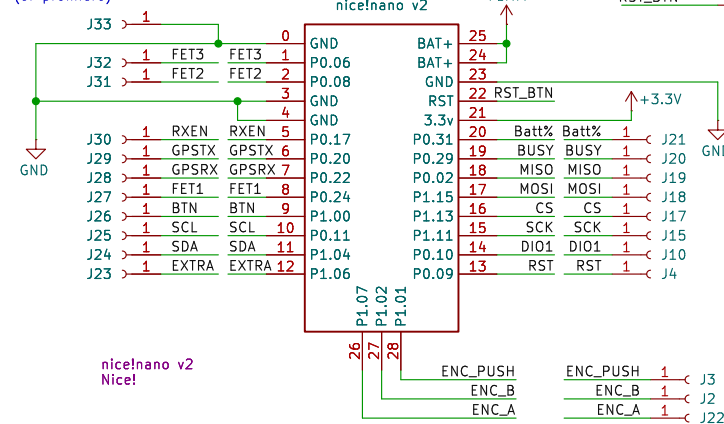 nice!nano v2
J33 1
0 GND BAT+ 25
J32 1 FET3 FET3 1 P0.06 BAT+ 24
J31 1 FET2 FET2 2 P0.08 GND 23
3 GND RST 22 RST_BTN
4 GND 3.3v 21 +3.3V
J30 1 RXEN RXEN 5 P0.17 P0.31 20 Batt% Batt% 1 J21
J29 1 GPSTX GPSTX 6 P0.20 P0.29 19 BUSY BUSY 1 J20
J28 1 GPSRX GPSRX 7 P0.22 P0.02 18 MISO MISO 1 J19
J27 1 FET1 FET1 8 P0.24 P1.15 17 MOSI MOSI 1 J18
J26 1 BTN BTN 9 P1.00 P1.13 16 CS CS 1 J17
J25 1 SCL SCL 10 P0.11 P1.11 15 SCK SCK 1 J15
J24 1 SDA SDA 11 P1.04 P0.10 14 DIO1 DIO1 1 J10
J23 1 EXTRA EXTRA 12 P1.06 P0.09 13 RST RST 1 J4
GND
P1.07 P1.02 P1.01
26 27 28
nice!nano v2
Nice!
ENC_PUSH ENC_PUSH 1 J3
ENC_B ENC_B 1 J2
ENC_A ENC_A 1 J22